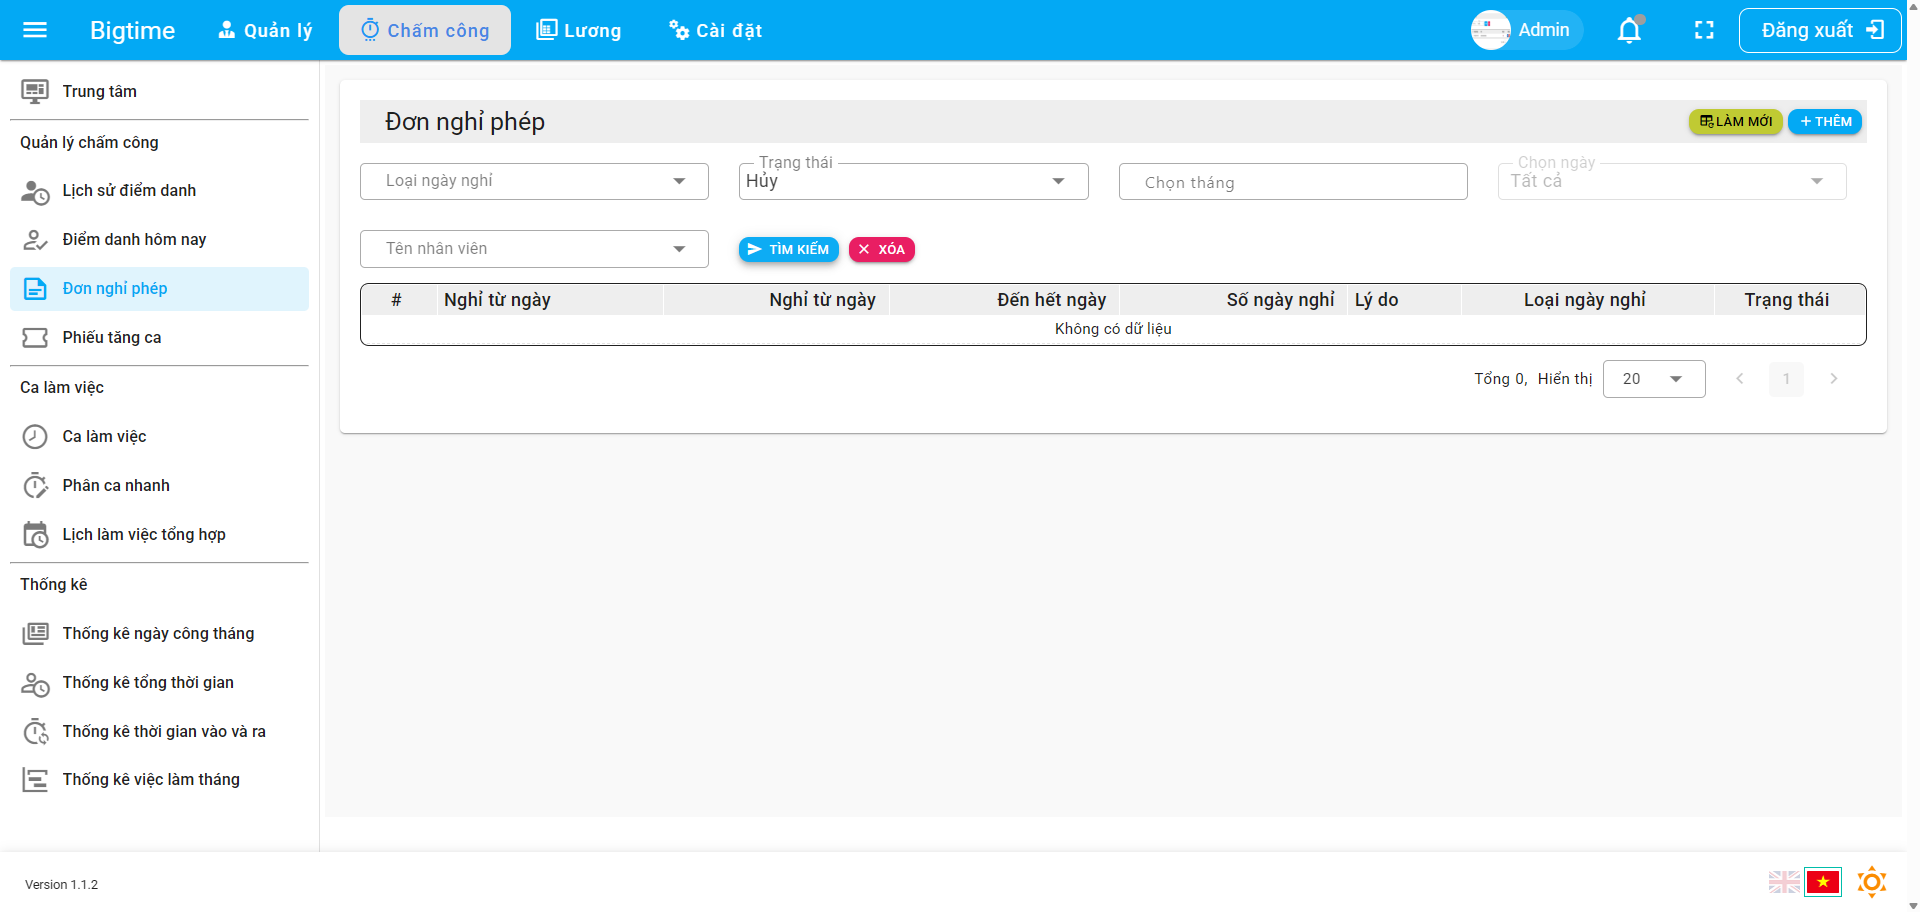 Bigtime
Quản lý
Chấm công
Lương
Cài đặt
Admin
Đăng xuất
Trung tâm
Quản lý chấm công
Lịch sử điểm danh
Điểm danh hôm nay
Đơn nghỉ phép
Phiếu tăng ca
Ca làm việc
Ca làm việc
Phân ca nhanh
Lịch làm việc tổng hợp
Thống kê
Thống kê ngày công tháng
Thống kê tổng thời gian
Thống kê thời gian vào và ra
Thống kê việc làm tháng
Đơn nghỉ phép
LÀM MỚI
THÊM
Loại ngày nghỉ
Trạng thái
Hủy
Chọn tháng
Chọn ngày
Tất cả
Tên nhân viên
TÌM KIẾM
XÓA
# Nghỉ từ ngày Nghỉ từ ngày Đến hết ngày Số ngày nghỉ Lý do Loại ngày nghỉ Trạng thái
Không có dữ liệu
Tổng 0, Hiển thị 20 1
Version 1.1.2